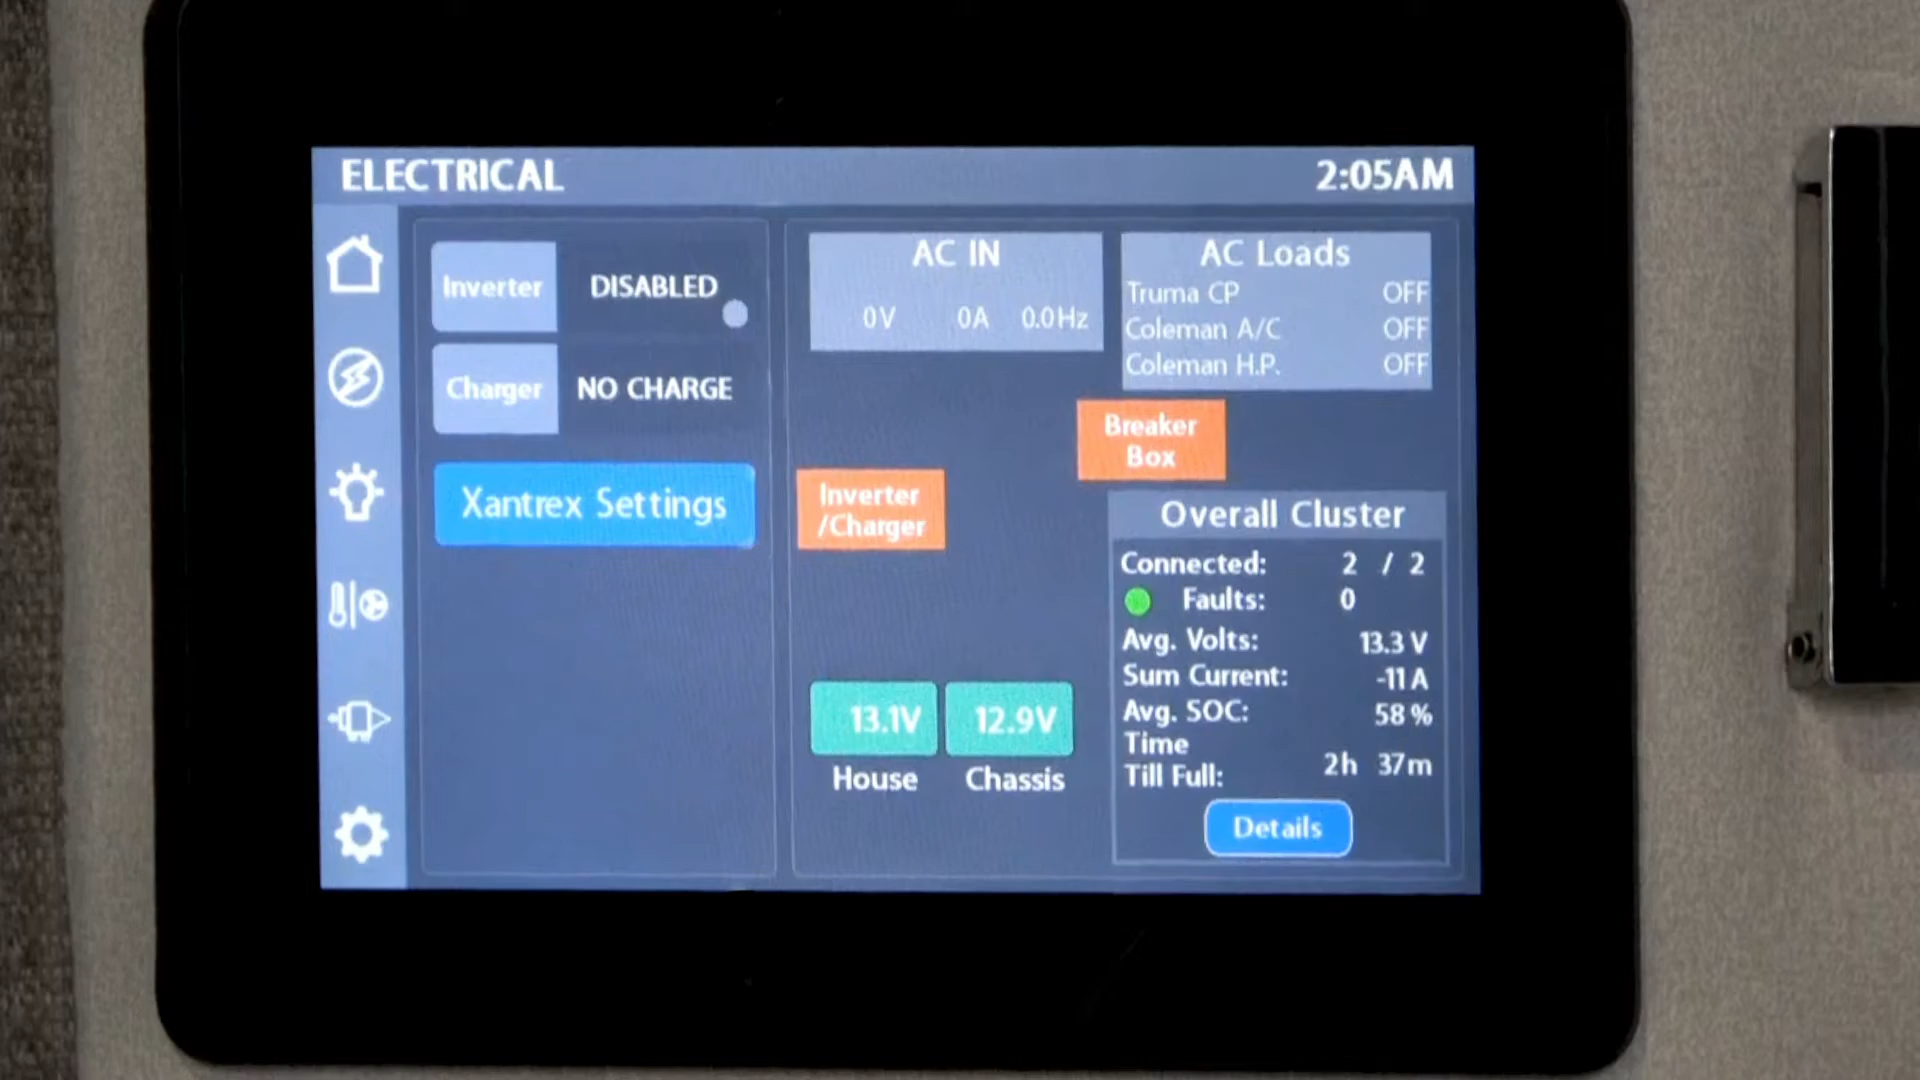 ELECTRICAL
2:05AM
Inverter
DISABLED
Charger
NO CHARGE
Xantrex Settings
AC IN
0V 0A 0.0Hz
AC Loads
Truma CP OFF
Coleman A/C OFF
Coleman H.P. OFF
Breaker
Box
Inverter
/Charger
13.1V
House
12.9V
Chassis
Overall Cluster
Connected: 2 / 2
Faults: 0
Avg. Volts: 13.3 V
Sum Current: -11 A
Avg. SOC: 58 %
Time
Till Full: 2h 37m
Details